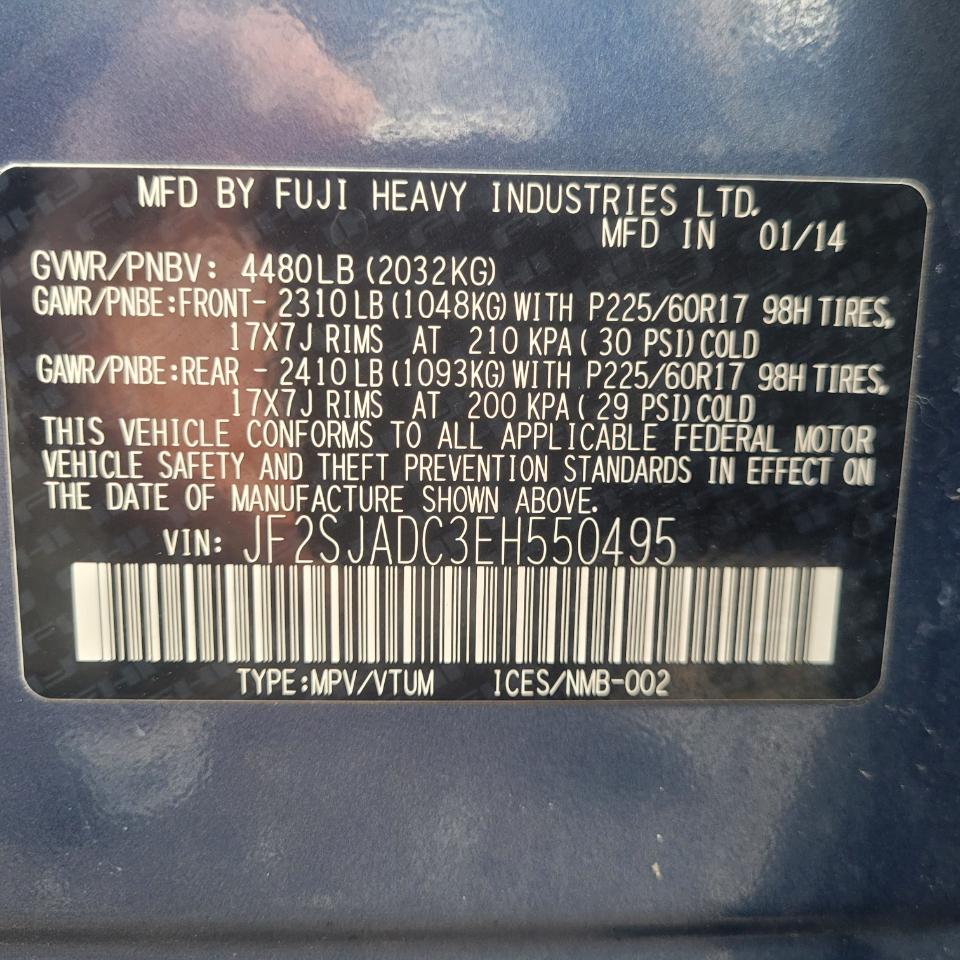 MFD BY FUJI HEAVY INDUSTRIES LTD.
MFD IN 01/14
GVWR/PNBV: 4480LB (2032KG)
GAWR/PNBE:FRONT- 2310LB (1048KG) WITH P225/60R17 98H TIRES,
17X7J RIMS AT 210 KPA ( 30 PSI) COLD
GAWR/PNBE:REAR - 2410LB (1093KG) WITH P225/60R17 98H TIRES,
17X7J RIMS AT 200 KPA ( 29 PSI) COLD
THIS VEHICLE CONFORMS TO ALL APPLICABLE FEDERAL MOTOR
VEHICLE SAFETY AND THEFT PREVENTION STANDARDS IN EFFECT ON
THE DATE OF MANUFACTURE SHOWN ABOVE.
VIN: JF2SJADC3EH550495
TYPE:MPV/VTUM ICES/NMB-002